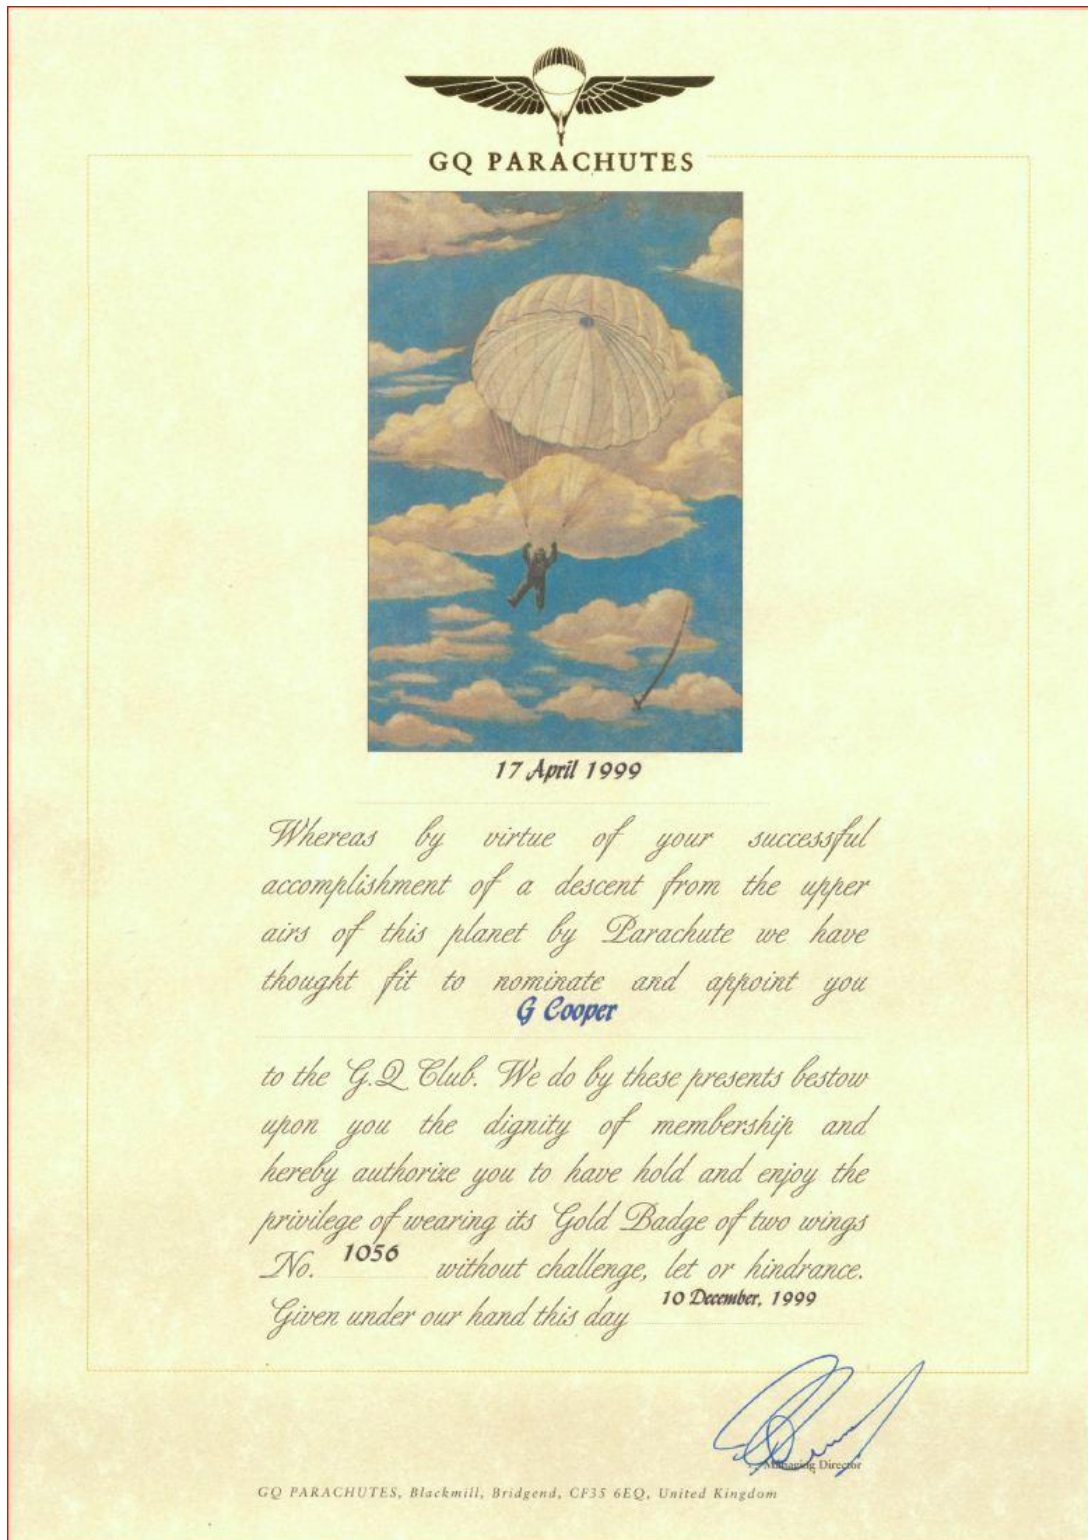 GQ PARACHUTES
17 April 1999
Whereas by virtue of your successful
accomplishment of a descent from the upper
airs of this planet by Parachute we have
thought fit to nominate and appoint you
G Cooper
to the G.Q Club. We do by these presents bestow
upon you the dignity of membership and
hereby authorize you to have hold and enjoy the
privilege of wearing its Gold Badge of two wings
No. 1056 without challenge, let or hindrance.
Given under our hand this day 10 December, 1999
Managing Director
GQ PARACHUTES, Blackmill, Bridgend, CF35 6EQ, United Kingdom